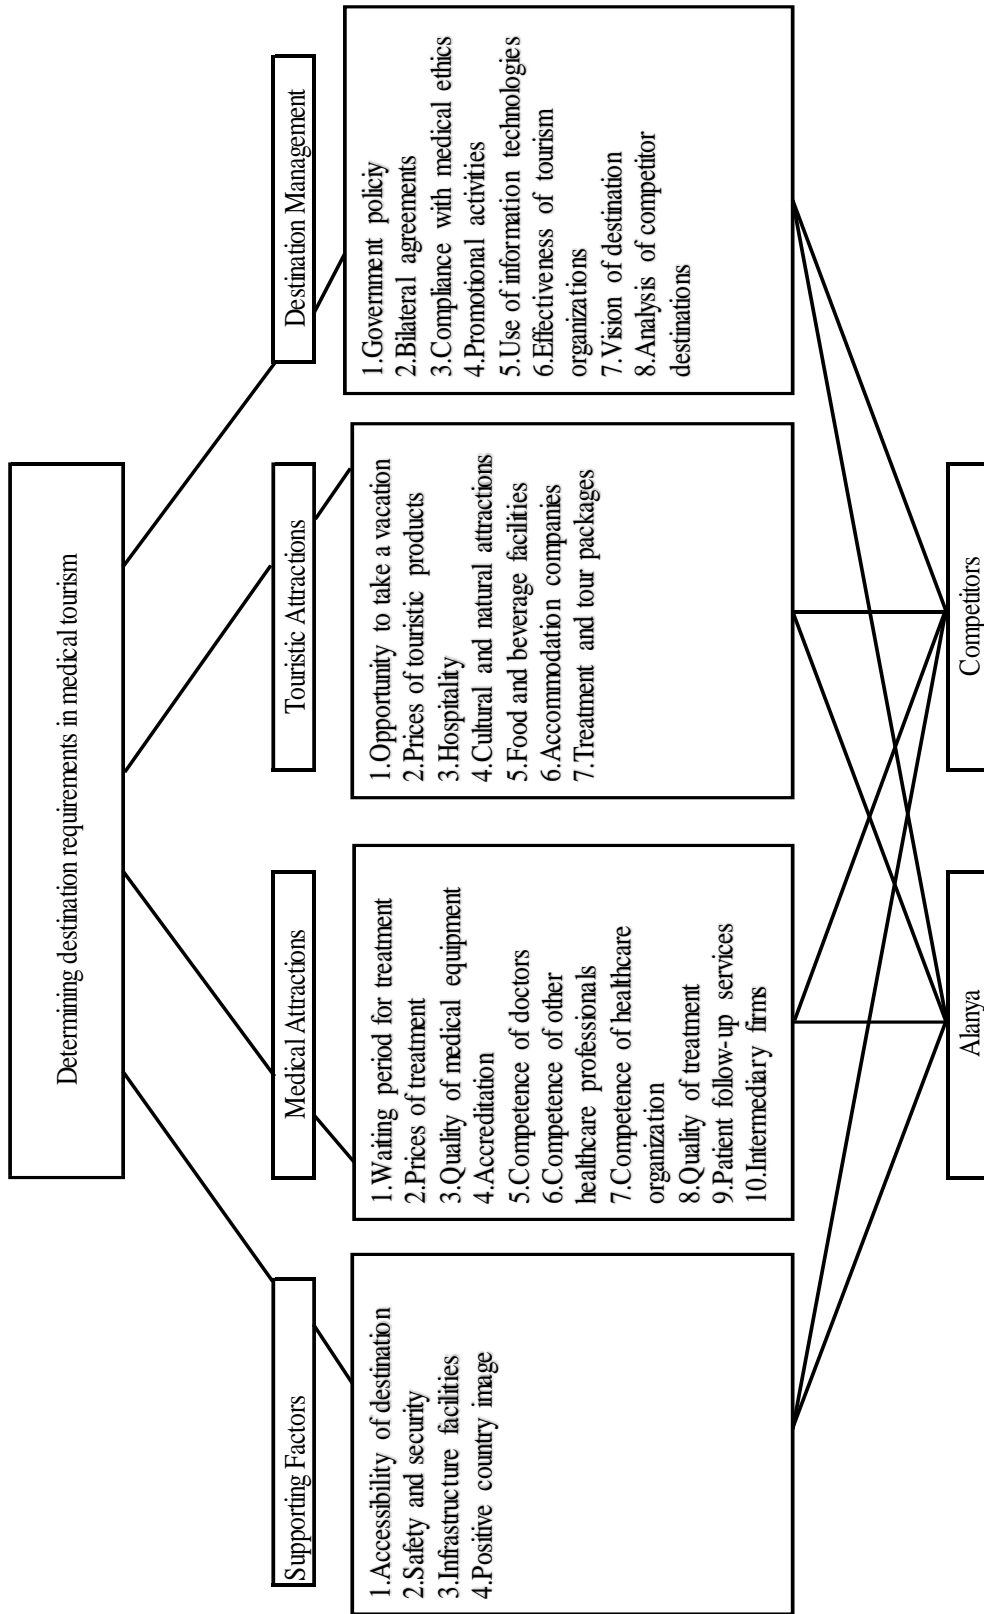 Determining destination requirements in medical tourism
Supporting Factors
Medical Attractions
Touristic Attractions
Destination Management
1.Accessibility of destination
2.Safety and security
3.Infrastructure facilities
4.Positive country image
1.Waiting period for treatment
2.Prices of treatment
3.Quality of medical equipment
4.Accreditation
5.Competence of doctors
6.Competence of other
healthcare professionals
7.Competence of healthcare
organization
8.Quality of treatment
9.Patient follow-up services
10.Intermediary firms
1.Opportunity to take a vacation
2.Prices of touristic products
3.Hospitality
4.Cultural and natural attractions
5.Food and beverage facilities
6.Accommodation companies
7.Treatment and tour packages
1.Government policiy
2.Bilateral agreements
3.Compliance with medical ethics
4.Promotional activities
5.Use of information technologies
6.Effectiveness of tourism
organizations
7.Vision of destination
8.Analysis of competitor
destinations
Alanya
Competitors